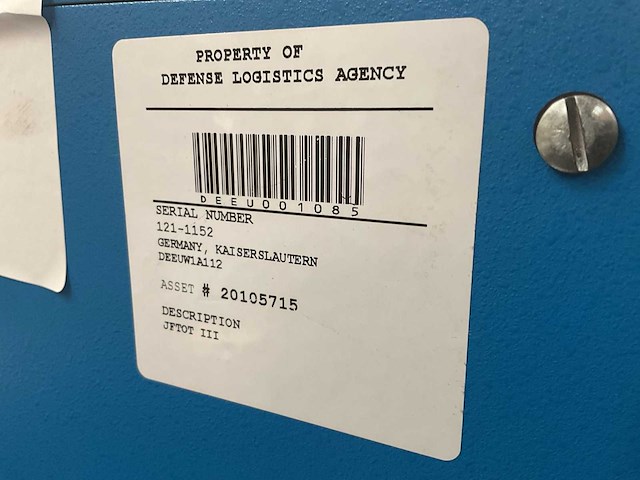 PROPERTY OF
DEFENSE LOGISTICS AGENCY
DEEU001085
SERIAL NUMBER
121-1152
GERMANY, KAISERSLAUTERN
DEEUW1A112
ASSET # 20105715
DESCRIPTION
JFTOT III